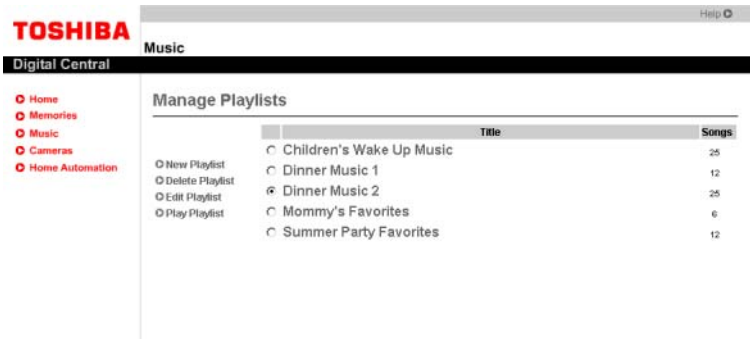 Help
TOSHIBA
Music
Digital Central
Home
Memories
Music
Cameras
Home Automation
Manage Playlists
New Playlist
Delete Playlist
Edit Playlist
Play Playlist
Title Songs
Children's Wake Up Music 25
Dinner Music 1 12
Dinner Music 2 25
Mommy's Favorites 6
Summer Party Favorites 12